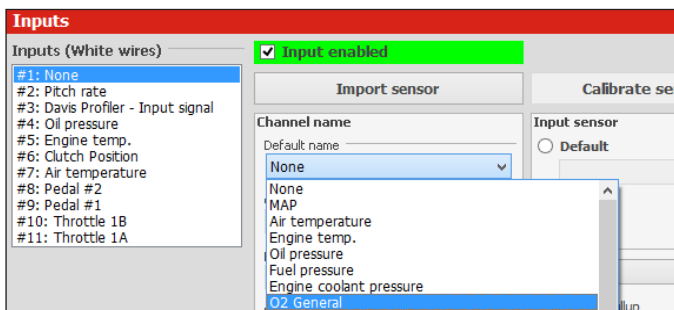 Inputs
Inputs (White wires)
#1: None
#2: Pitch rate
#3: Davis Profiler - Input signal
#4: Oil pressure
#5: Engine temp.
#6: Clutch Position
#7: Air temperature
#8: Pedal #2
#9: Pedal #1
#10: Throttle 1B
#11: Throttle 1A
Input enabled
Import sensor
Calibrate se
Channel name
Default name
None
None
MAP
Air temperature
Engine temp.
Oil pressure
Fuel pressure
Engine coolant pressure
O2 General
Input sensor
Default